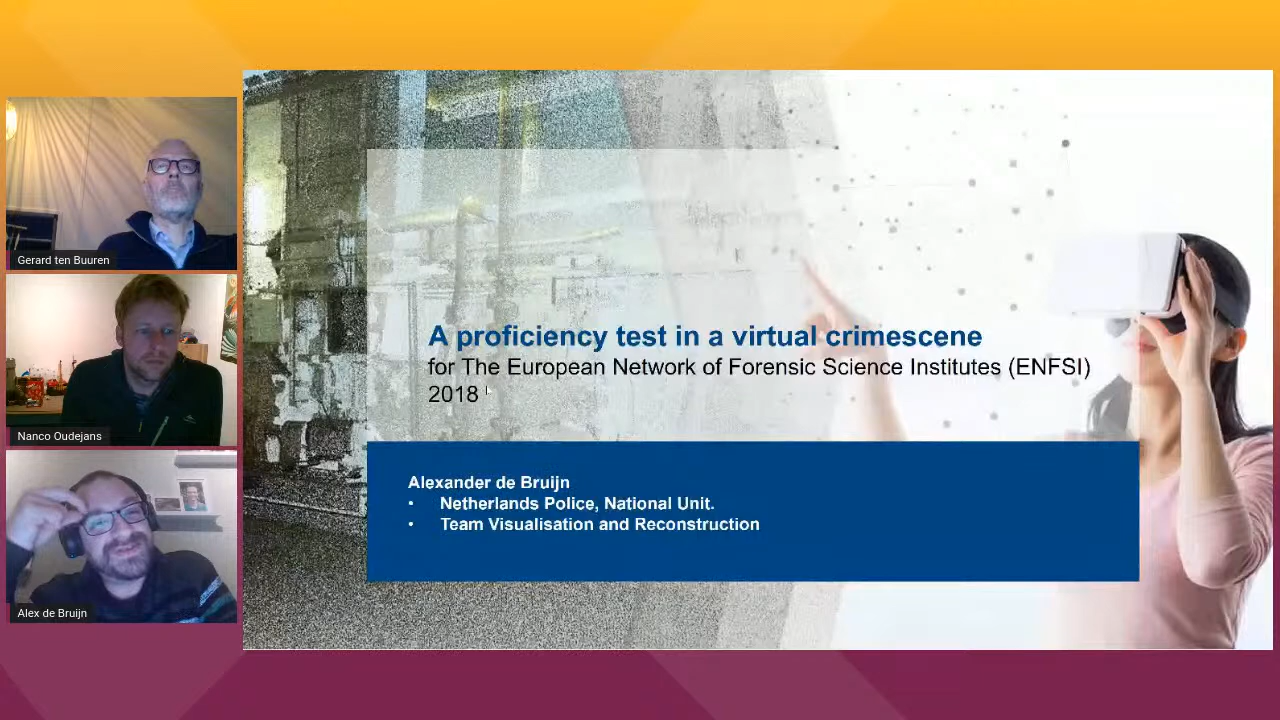 Gerard ten Buuren
Nanco Oudejans
Alex de Bruijn
A proficiency test in a virtual crimescene
for The European Network of Forensic Science Institutes (ENFSI)
2018
Alexander de Bruijn
• Netherlands Police, National Unit.
• Team Visualisation and Reconstruction